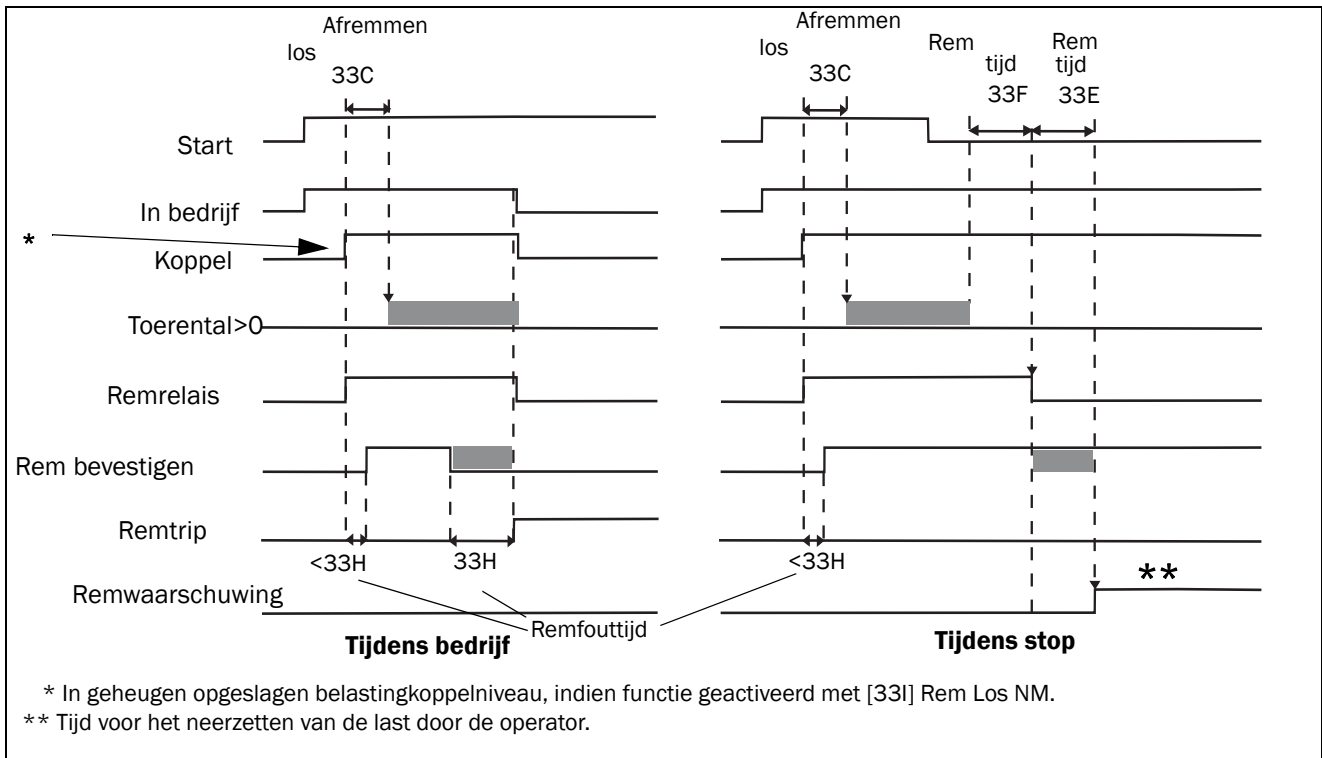 Afremmen
los
33C
Afremmen
los
33C
Rem
tijd
33F
Rem
tijd
33E
Start
In bedrijf
*
Koppel
Toerental>0
Remrelais
Rem bevestigen
Remtrip
<33H
33H
<33H
**
Remwaarschuwing
Remfouttijd
Tijdens bedrijf
Tijdens stop
* In geheugen opgeslagen belastingkoppelniveau, indien functie geactiveerd met [33I] Rem Los NM.
** Tijd voor het neerzetten van de last door de operator.